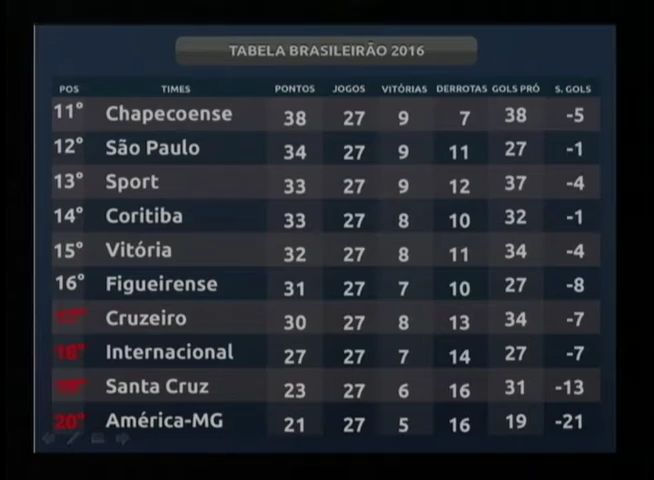 TABELA BRASILEIRÃO 2016
POS TIMES PONTOS JOGOS VITÓRIAS DERROTAS GOLS PRÓ S. GOLS
11° Chapecoense 38 27 9 7 38 -5
12° São Paulo 34 27 9 11 27 -1
13° Sport 33 27 9 12 37 -4
14° Coritiba 33 27 8 10 32 -1
15° Vitória 32 27 8 11 34 -4
16° Figueirense 31 27 7 10 27 -8
17° Cruzeiro 30 27 8 13 34 -7
18° Internacional 27 27 7 14 27 -7
19° Santa Cruz 23 27 6 16 31 -13
20° América-MG 21 27 5 16 19 -21